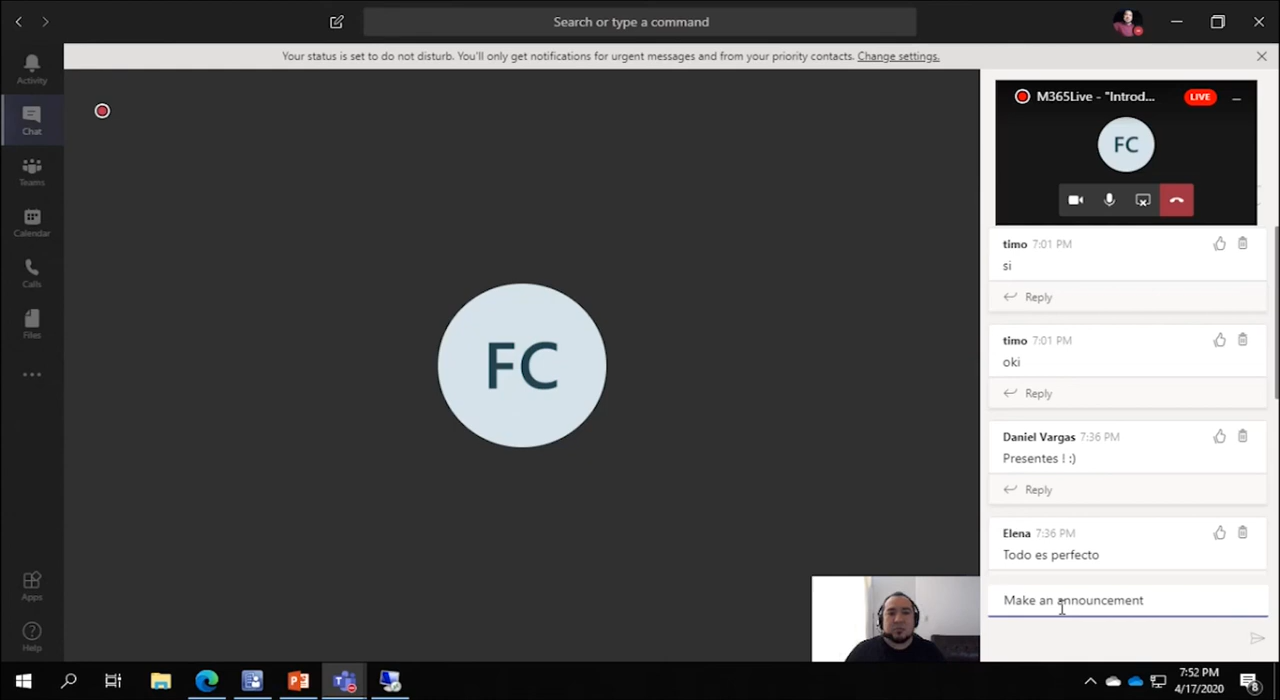 Search or type a command
Your status is set to do not disturb. You'll only get notifications for urgent messages and from your priority contacts. Change settings.
Activity
Chat
Teams
Calendar
Calls
Files
Apps
Help
FC
M365Live - "Introd...
LIVE
FC
timo 7:01 PM
si
Reply
timo 7:01 PM
oki
Reply
Daniel Vargas 7:36 PM
Presentes ! :)
Reply
Elena 7:36 PM
Todo es perfecto
Make an announcement
7:52 PM
4/17/2020
8